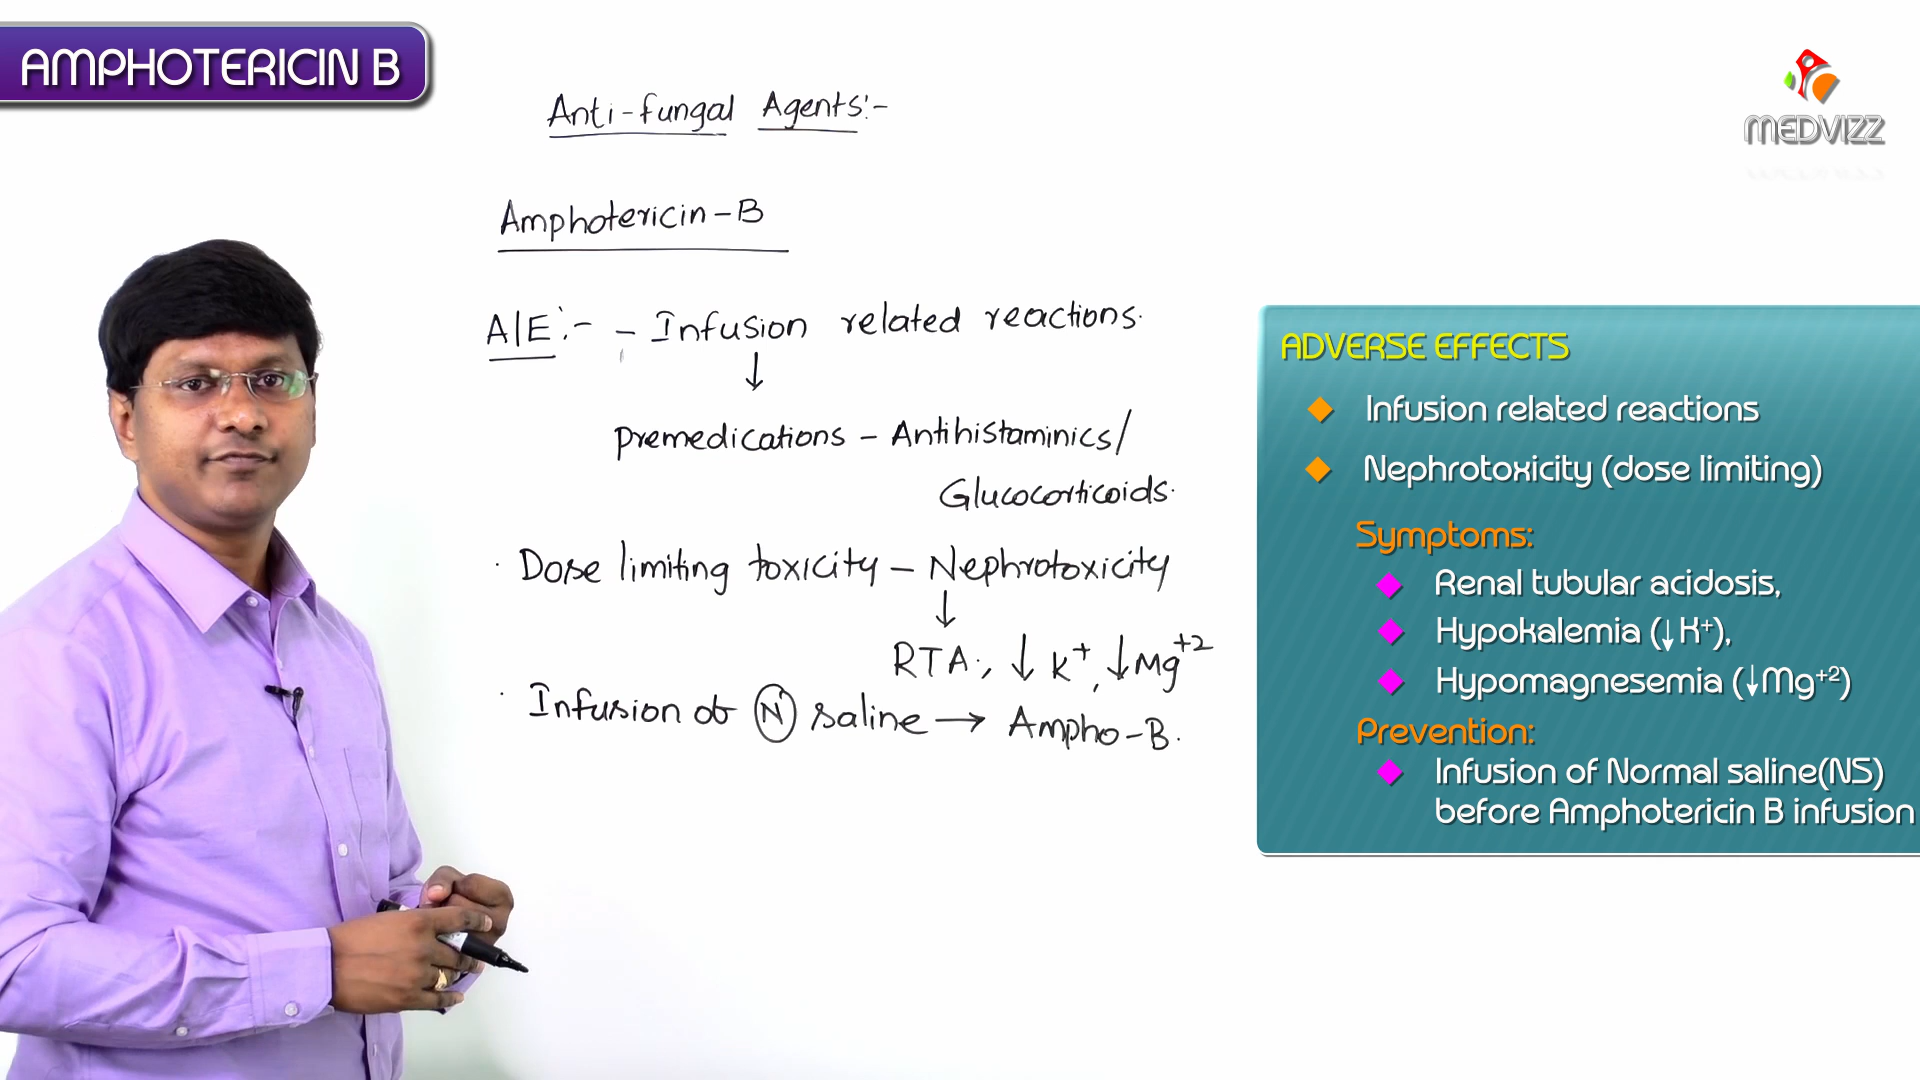 AMPHOTERICIN B
MEDVIZZ
Anti-fungal Agents:-
Amphotericin-B
A/E:- - Infusion related reactions.
↓
premedications - Antihistaminics/
Glucocorticoids.
· Dose limiting toxicity - Nephrotoxicity
↓
RTA., ↓ K+, ↓Mg+2
· Infusion of N saline → Ampho-B.
ADVERSE EFFECTS
Infusion related reactions
Nephrotoxicity (dose limiting)
Symptoms:
Renal tubular acidosis,
Hypokalemia (↓K+),
Hypomagnesemia (↓Mg+2)
Prevention:
Infusion of Normal saline(NS)
before Amphotericin B infusion